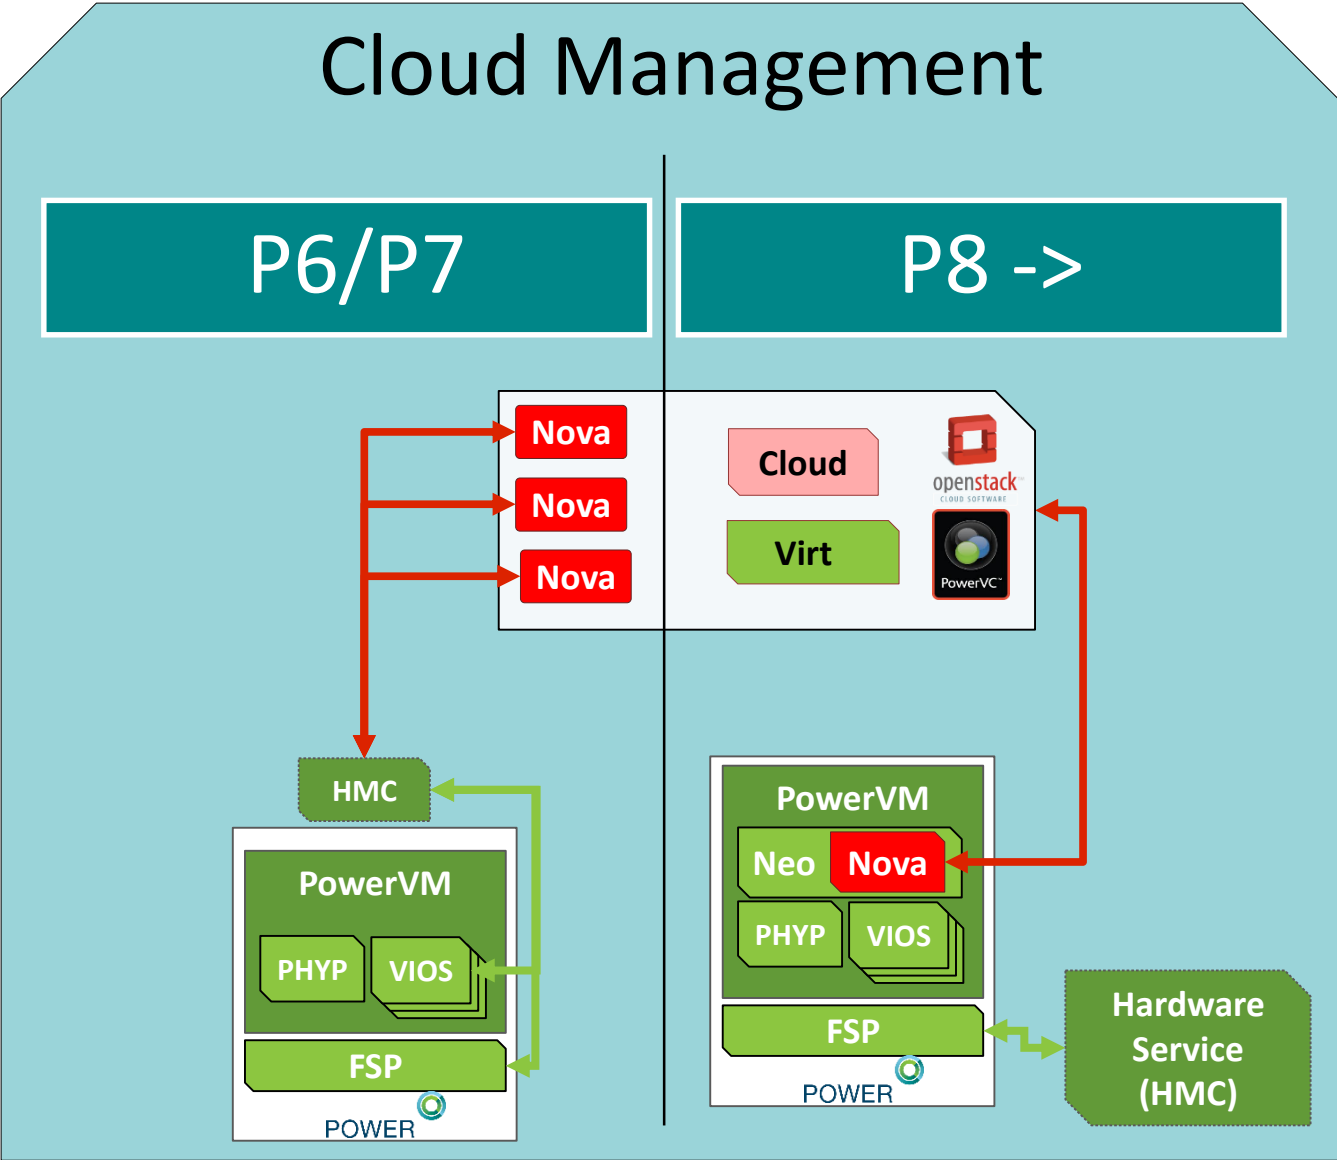 Cloud Management
P6/P7
P8 ->
Nova
Nova
Nova
Cloud
Virt
openstack
CLOUD SOFTWARE
PowerVC™
HMC
PowerVM
PHYP
VIOS
FSP
POWER
PowerVM
Neo
Nova
PHYP
VIOS
FSP
POWER
Hardware
Service
(HMC)